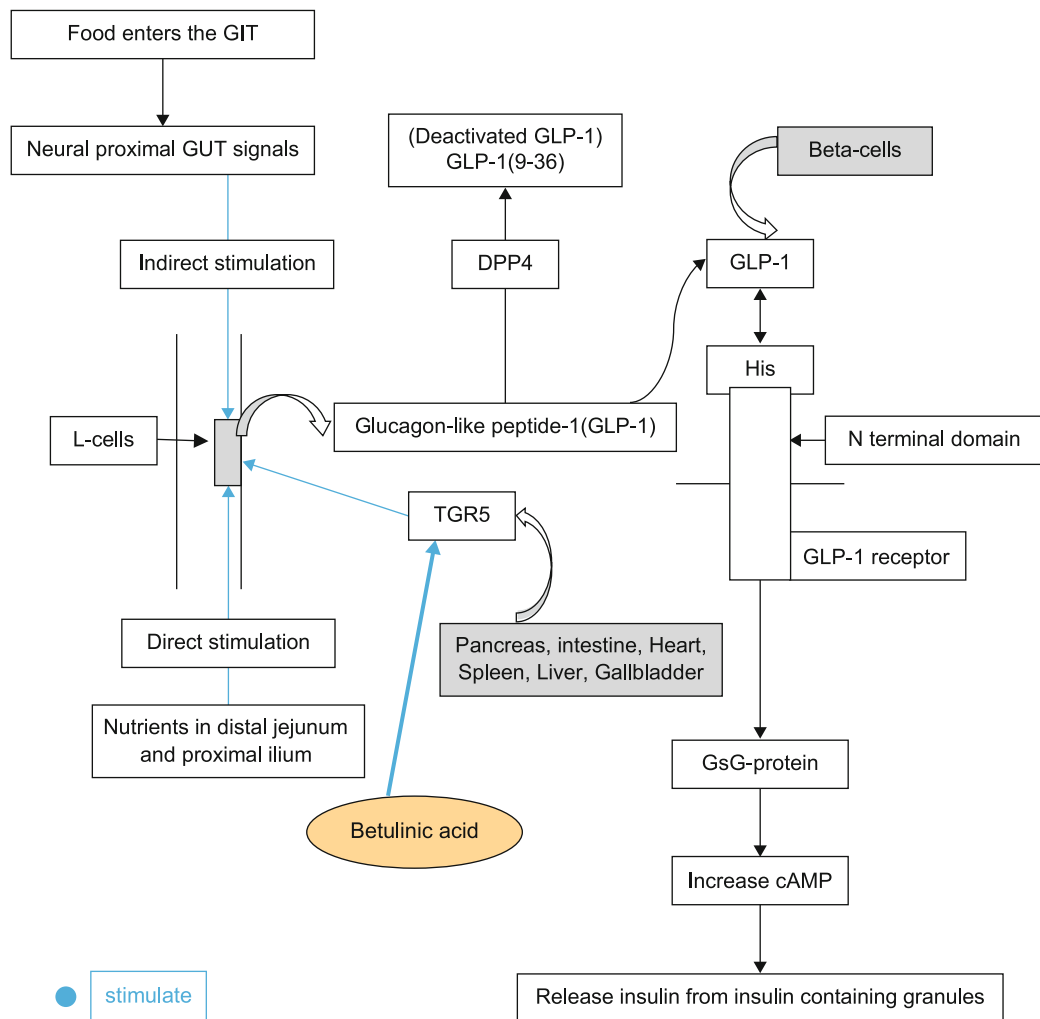 Food enters the GIT
Neural proximal GUT signals
(Deactivated GLP-1)
GLP-1(9-36)
Beta-cells
Indirect stimulation
DPP4
GLP-1
His
L-cells
Glucagon-like peptide-1(GLP-1)
N terminal domain
TGR5
GLP-1 receptor
Direct stimulation
Pancreas, intestine, Heart,
Spleen, Liver, Gallbladder
Nutrients in distal jejunum
and proximal ilium
GsG-protein
Betulinic acid
Increase cAMP
stimulate
Release insulin from insulin containing granules